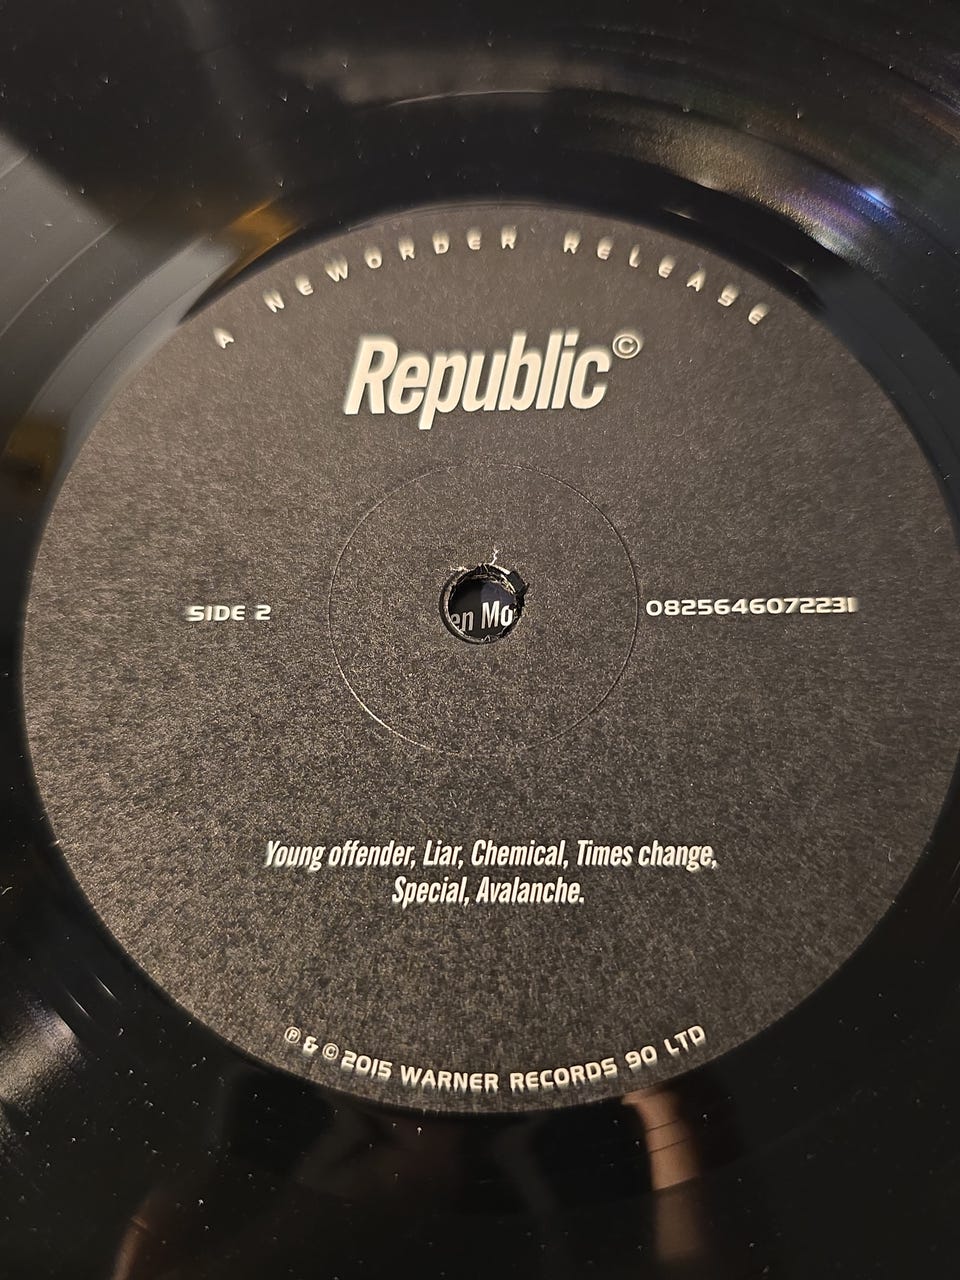 A NEWORDER RELEASE
Republic©
SIDE 2
0825646072231
en Mo
Young offender, Liar, Chemical, Times change,
Special, Avalanche.
℗ & © 2015 WARNER RECORDS 90 LTD